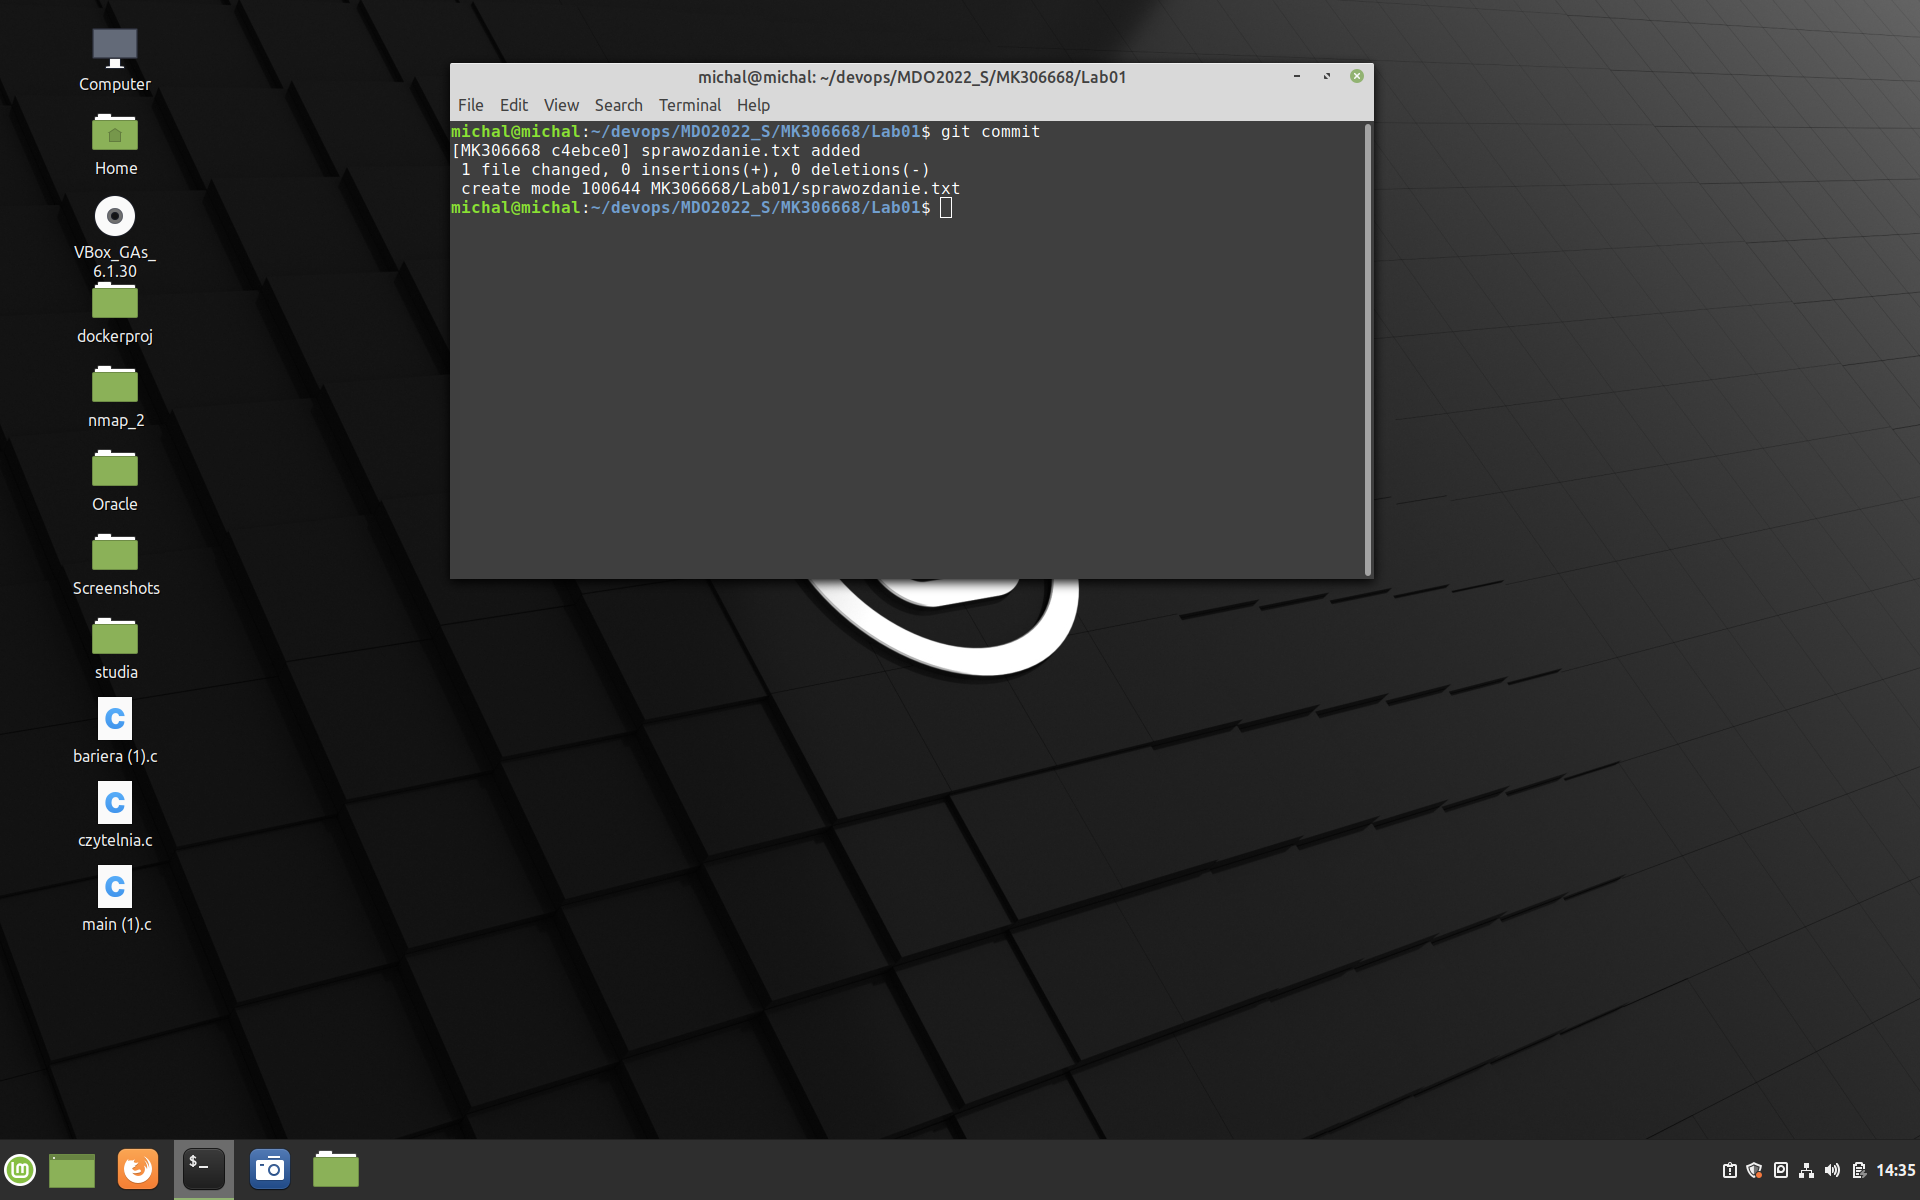 michal@michal: ~/devops/MDO2022_S/MK306668/Lab01
File Edit View Search Terminal Help
michal@michal:~/devops/MDO2022_S/MK306668/Lab01$ git commit
[MK306668 c4ebce0] sprawozdanie.txt added
1 file changed, 0 insertions(+), 0 deletions(-)
create mode 100644 MK306668/Lab01/sprawozdanie.txt
michal@michal:~/devops/MDO2022_S/MK306668/Lab01$
Computer
Home
VBox_GAs_
6.1.30
dockerproj
nmap_2
Oracle
Screenshots
studia
C
bariera (1).c
C
czytelnia.c
C
main (1).c
$_
14:35